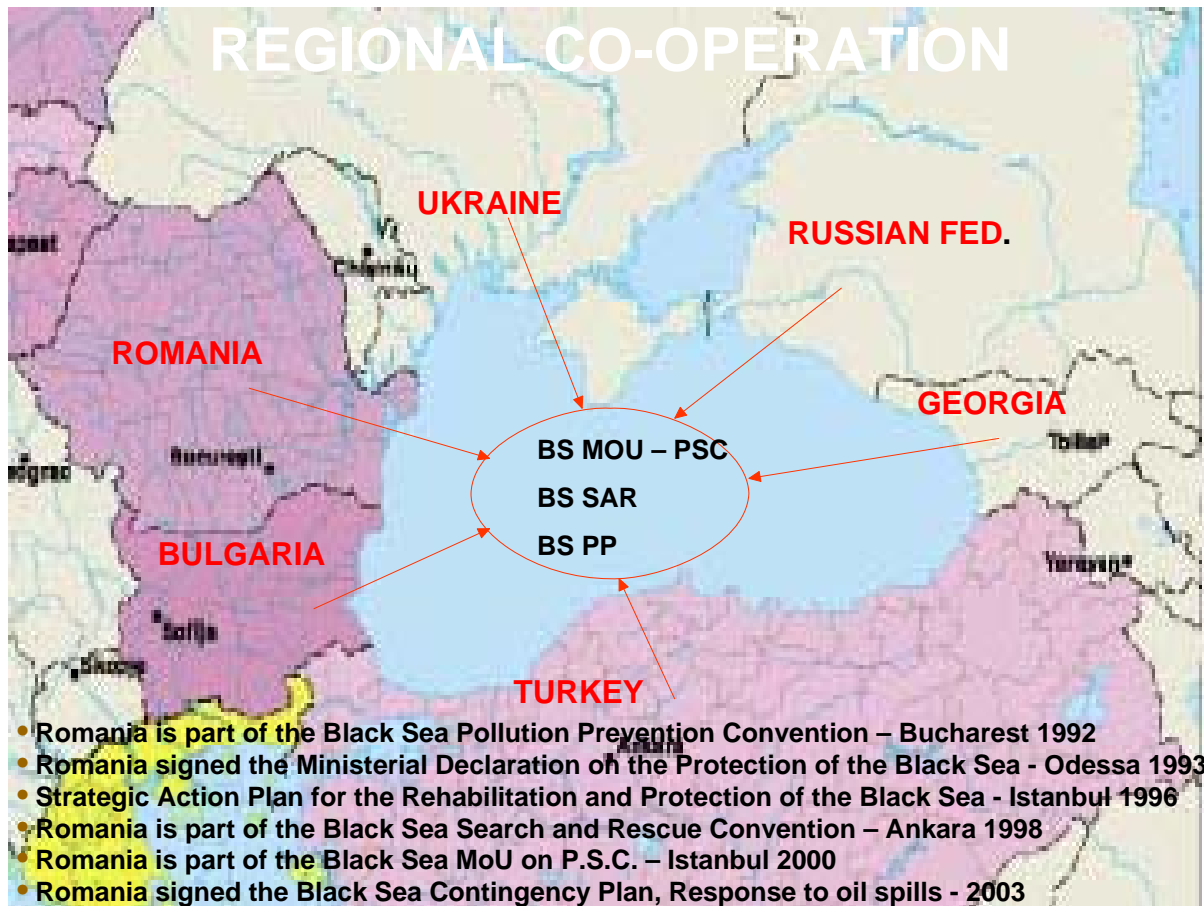 REGIONAL CO-OPERATION
UKRAINE
RUSSIAN FED.
ROMANIA
GEORGIA
BS MOU – PSC
BS SAR
BS PP
BULGARIA
Sofija
TURKEY
Ankara
• Romania is part of the Black Sea Pollution Prevention Convention – Bucharest 1992
• Romania signed the Ministerial Declaration on the Protection of the Black Sea - Odessa 1993
• Strategic Action Plan for the Rehabilitation and Protection of the Black Sea - Istanbul 1996
• Romania is part of the Black Sea Search and Rescue Convention – Ankara 1998
• Romania is part of the Black Sea MoU on P.S.C. – Istanbul 2000
• Romania signed the Black Sea Contingency Plan, Response to oil spills - 2003